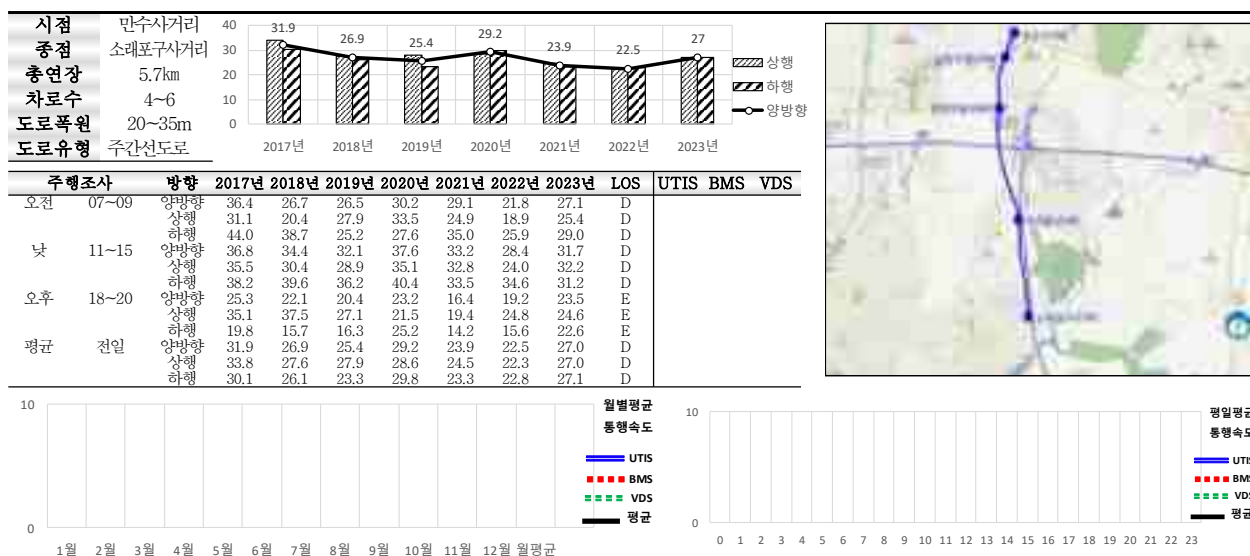 시점 만수사거리
종점 소래포구사거리
총연장 5.7km
차로수 4~6
도로폭원 20~35m
도로유형 주간선도로
40
30
20
10
0
31.9 26.9 25.4 29.2 23.9 22.5 27
2017년 2018년 2019년 2020년 2021년 2022년 2023년
상행
하행
양방향
주행조사 방향 2017년 2018년 2019년 2020년 2021년 2022년 2023년 LOS UTIS BMS VDS
오전 07~09 양방향 36.4 26.7 26.5 30.2 29.1 21.8 27.1 D
상행 31.1 20.4 27.9 33.5 24.9 18.9 25.4 D
하행 44.0 38.7 25.2 27.6 35.0 25.9 29.0 D
낮 11~15 양방향 36.8 34.4 32.1 37.6 33.2 28.4 31.7 D
상행 35.5 30.4 28.9 35.1 32.8 24.0 32.2 D
하행 38.2 39.6 36.2 40.4 33.5 34.6 31.2 D
오후 18~20 양방향 25.3 22.1 20.4 23.2 16.4 19.2 23.5 E
상행 35.1 37.5 27.1 21.5 19.4 24.8 24.6 E
하행 19.8 15.7 16.3 25.2 14.2 15.6 22.6 E
평균 전일 양방향 31.9 26.9 25.4 29.2 23.9 22.5 27.0 D
상행 33.8 27.6 27.9 28.6 24.5 22.3 27.0 D
하행 30.1 26.1 23.3 29.8 23.3 22.8 27.1 D
10
0
1월 2월 3월 4월 5월 6월 7월 8월 9월 10월 11월 12월 월평균
월별평균
통행속도
UTIS
BMS
VDS
평균
10
0
0 1 2 3 4 5 6 7 8 9 10 11 12 13 14 15 16 17 18 19 20 21 22 23
평일평균
통행속도
UTIS
BMS
VDS
평균